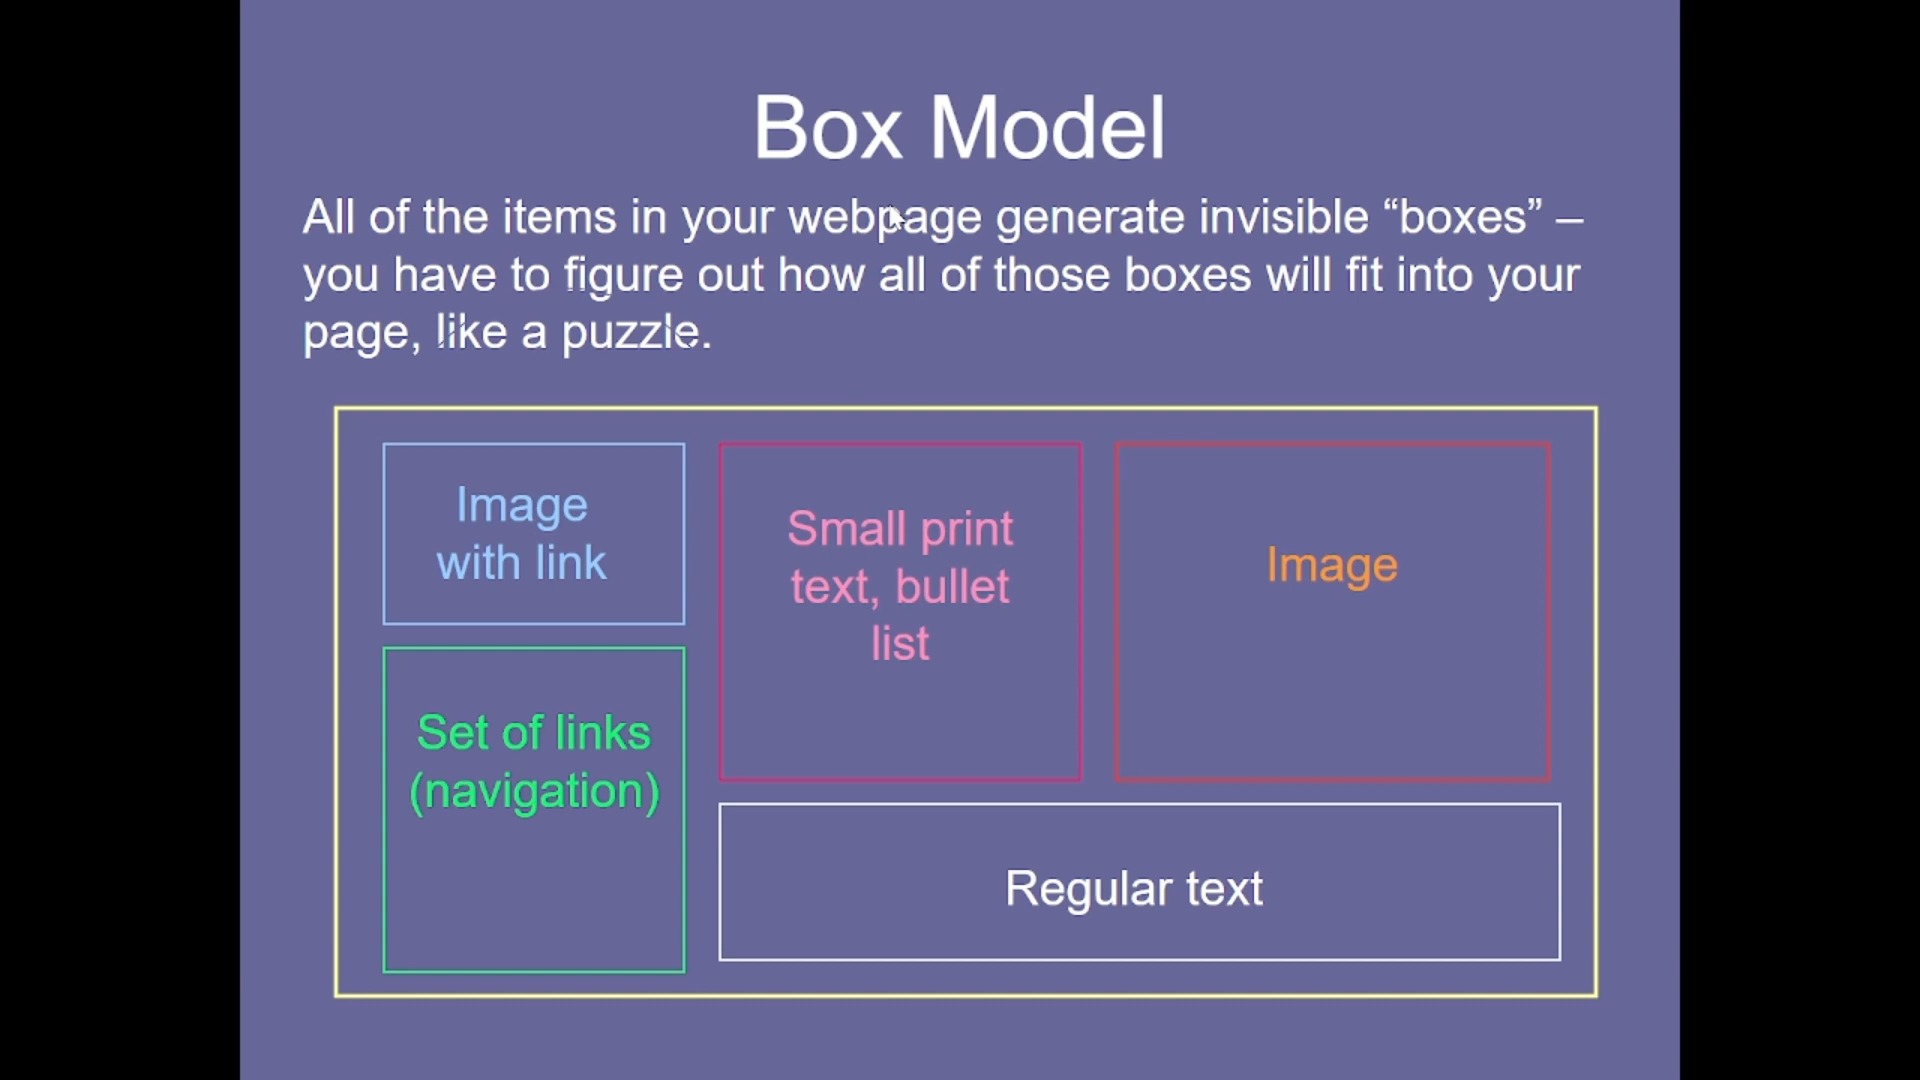 Box Model
All of the items in your webpage generate invisible “boxes” –
you have to figure out how all of those boxes will fit into your
page, like a puzzle.
Image
with link
Small print
text, bullet
list
Image
Set of links
(navigation)
Regular text